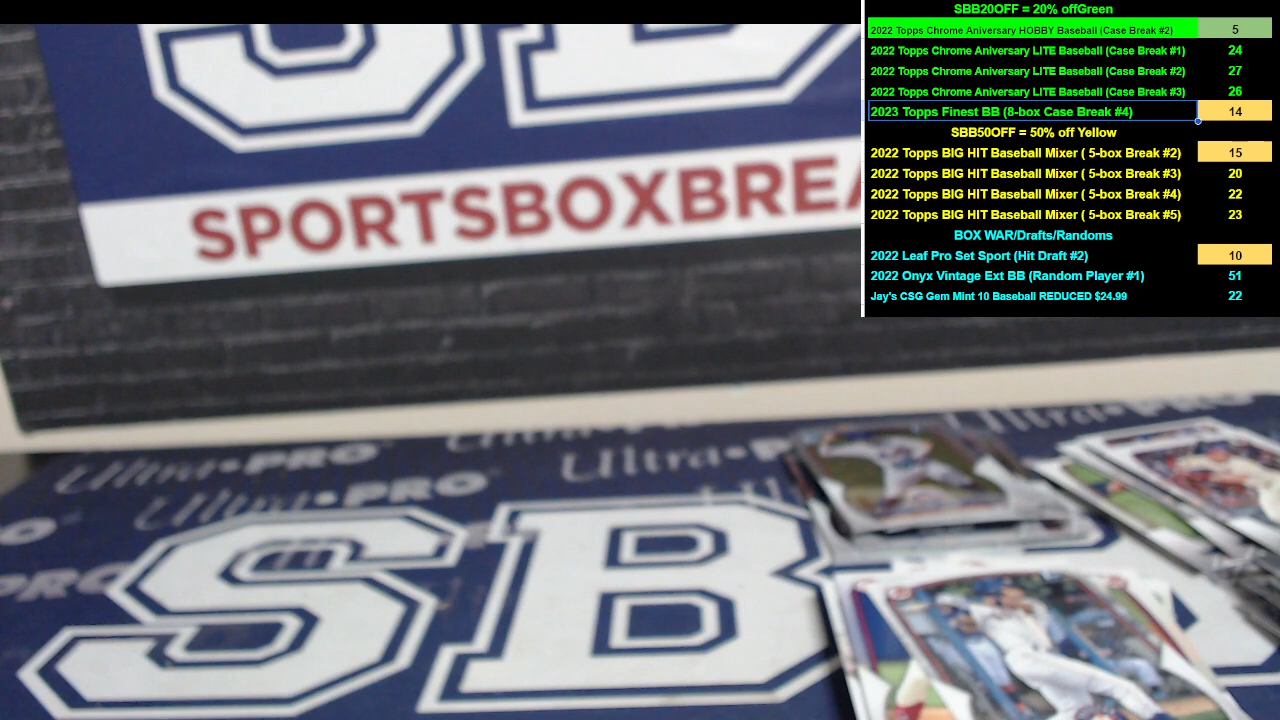 SBB20OFF = 20% offGreen
2022 Topps Chrome Aniversary HOBBY Baseball (Case Break #2) 5
2022 Topps Chrome Aniversary LITE Baseball (Case Break #1) 24
2022 Topps Chrome Aniversary LITE Baseball (Case Break #2) 27
2022 Topps Chrome Aniversary LITE Baseball (Case Break #3) 26
2023 Topps Finest BB (8-box Case Break #4) 14
SBB50OFF = 50% off Yellow
2022 Topps BIG HIT Baseball Mixer ( 5-box Break #2) 15
2022 Topps BIG HIT Baseball Mixer ( 5-box Break #3) 20
2022 Topps BIG HIT Baseball Mixer ( 5-box Break #4) 22
2022 Topps BIG HIT Baseball Mixer ( 5-box Break #5) 23
BOX WAR/Drafts/Randoms
2022 Leaf Pro Set Sport (Hit Draft #2) 10
2022 Onyx Vintage Ext BB (Random Player #1) 51
Jay's CSG Gem Mint 10 Baseball REDUCED $24.99 22
SB
SPORTSBOXBREA
Ultra•PRO
Ultra•PRO
Ultra•PRO
SB